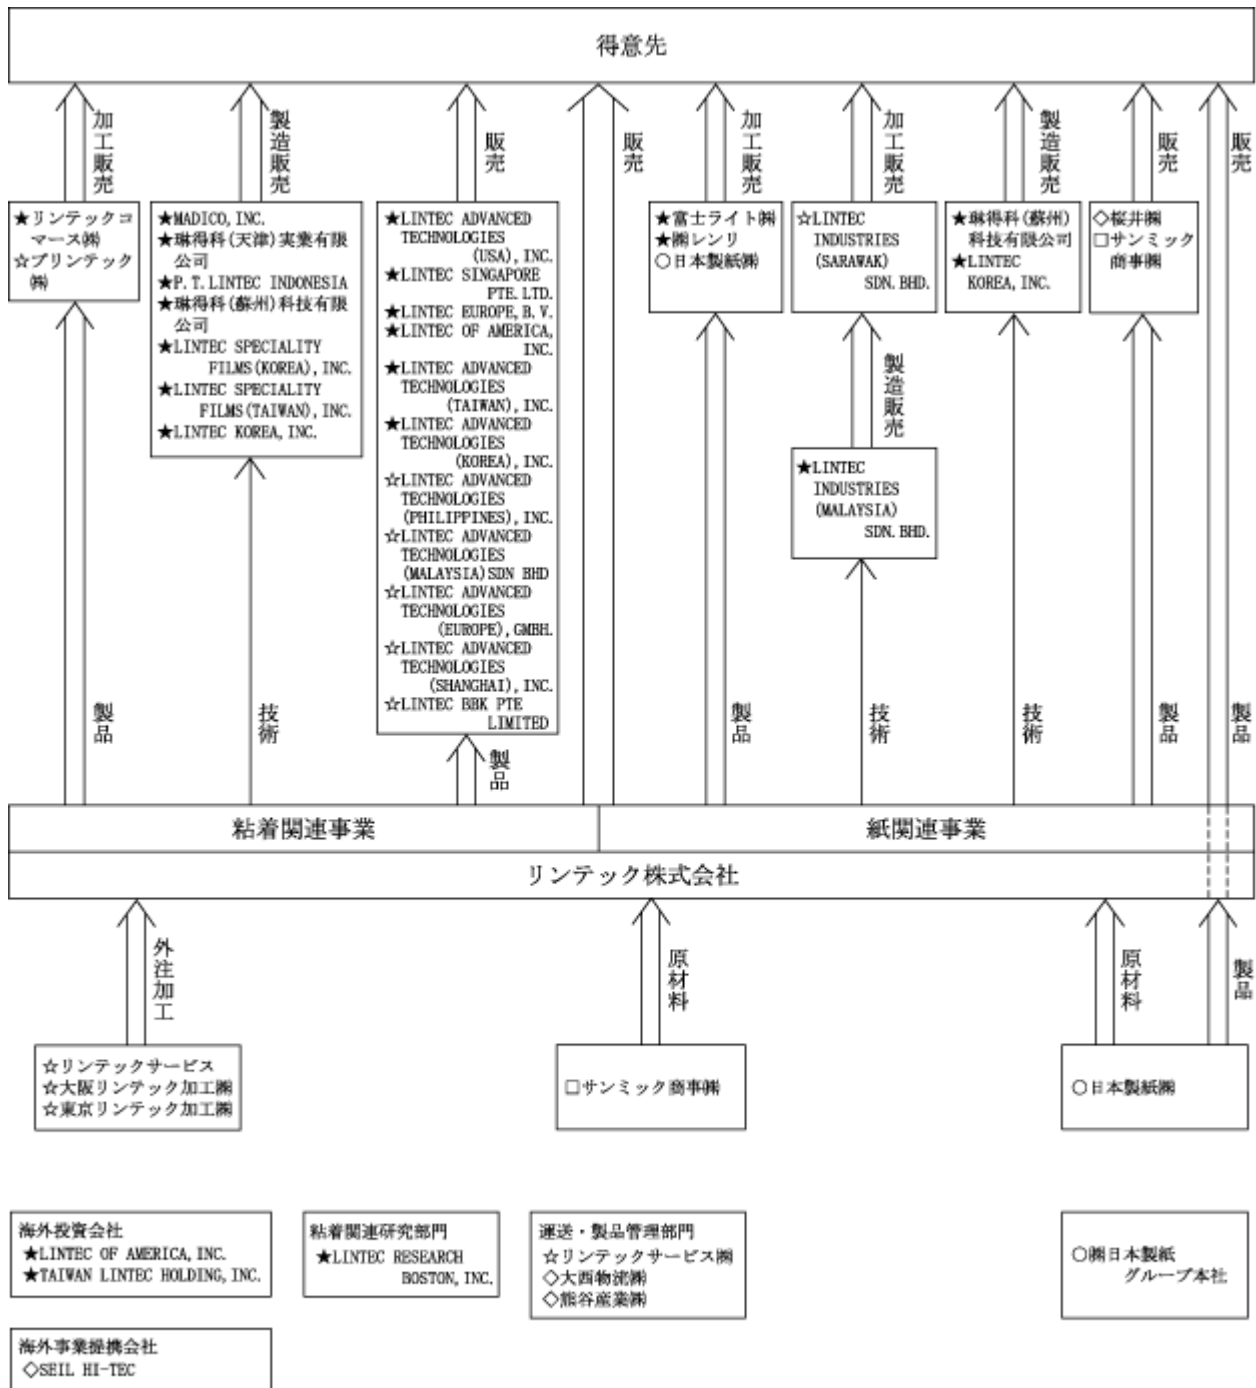 得意先
加工販売
製造販売
販売
販売
加工販売
加工販売
製造販売
販売
販売
★リンテックコ
マース㈱
☆プリンテック
㈱
★MADICO, INC.
★琳得科(天津)実業有限
公司
★P.T. LINTEC INDONESIA
★琳得科(蘇州)科技有限
公司
★LINTEC SPECIALITY
FILMS(KOREA), INC.
★LINTEC SPECIALITY
FILMS(TAIWAN), INC.
★LINTEC KOREA, INC.
★LINTEC ADVANCED
TECHNOLOGIES
(USA), INC.
★LINTEC SINGAPORE
PTE. LTD.
★LINTEC EUROPE, B.V.
★LINTEC OF AMERICA,
INC.
★LINTEC ADVANCED
TECHNOLOGIES
(TAIWAN), INC.
★LINTEC ADVANCED
TECHNOLOGIES
(KOREA), INC.
☆LINTEC ADVANCED
TECHNOLOGIES
(PHILIPPINES), INC.
☆LINTEC ADVANCED
TECHNOLOGIES
(MALAYSIA)SDN BHD
☆LINTEC ADVANCED
TECHNOLOGIES
(EUROPE), GMBH.
☆LINTEC ADVANCED
TECHNOLOGIES
(SHANGHAI), INC.
☆LINTEC BBK PTE
LIMITED
★富士ライト㈱
★㈱レンリ
○日本製紙㈱
☆LINTEC
INDUSTRIES
(SARAWAK)
SDN. BHD.
製造販売
★LINTEC
INDUSTRIES
(MALAYSIA)
SDN. BHD.
★琳得科(蘇州)
科技有限公司
★LINTEC
KOREA, INC.
◇桜井㈱
□サンミック
商事㈱
製品
技術
製品
製品
技術
技術
製品
製品
粘着関連事業
紙関連事業
リンテック株式会社
外注加工
原材料
原材料
製品
☆リンテックサービス
☆大阪リンテック加工㈱
☆東京リンテック加工㈱
□サンミック商事㈱
○日本製紙㈱
海外投資会社
★LINTEC OF AMERICA, INC.
★TAIWAN LINTEC HOLDING, INC.
粘着関連研究部門
★LINTEC RESEARCH
BOSTON, INC.
運送・製品管理部門
☆リンテックサービス㈱
◇大西物流㈱
◇熊谷産業㈱
○㈱日本製紙
グループ本社
海外事業提携会社
◇SEIL HI-TEC